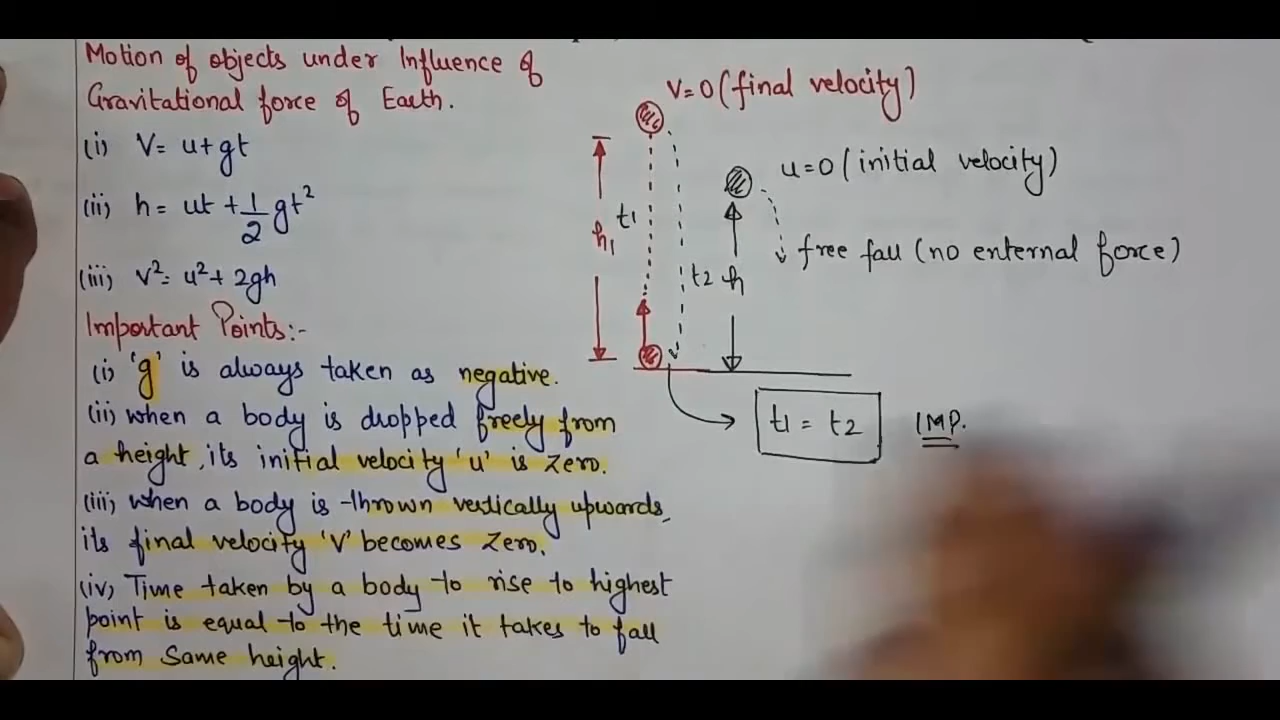 Motion of objects under Influence of
Gravitational force of Earth.
(i) V= u+gt
(ii) h= ut + 1/2 gt²
(iii) v²= u²+ 2gh
Important Points:-
(i) 'g' is always taken as negative.
(ii) when a body is dropped freely from
a height, its initial velocity 'u' is zero.
(iii) when a body is thrown vertically upwards,
its final velocity 'v' becomes zero.
(iv) Time taken by a body to rise to highest
point is equal to the time it takes to fall
from same height.
V=0 (final velocity)
u=0 (initial velocity)
free fall (no external force)
h₁
t₁
t₂
h
t₁ = t₂
IMP.